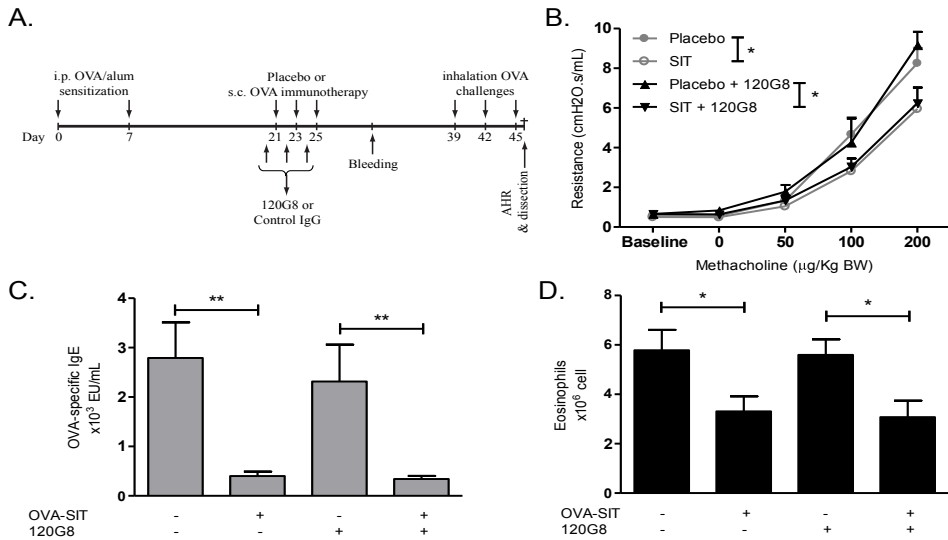 A.
i.p. OVA/alum
sensitization
Placebo or
s.c. OVA immunotherapy
inhalation OVA
challenges
Day 0 7 21 23 25 39 42 45
120G8 or
Control IgG
Bleeding
AHR
& dissection
B.
Resistance (cmH2O.s/mL)
10
8
6
4
2
0
Placebo
SIT
*
Placebo + 120G8
SIT + 120G8
*
Baseline 0 50 100 200
Methacholine (µg/Kg BW)
C.
OVA-specific IgE
x10³ EU/mL
4
3
2
1
0
** **
OVA-SIT - + - +
120G8 - - + +
D.
Eosinophils
x10⁶ cell
8
6
4
2
0
* *
OVA-SIT - + - +
120G8 - - + +